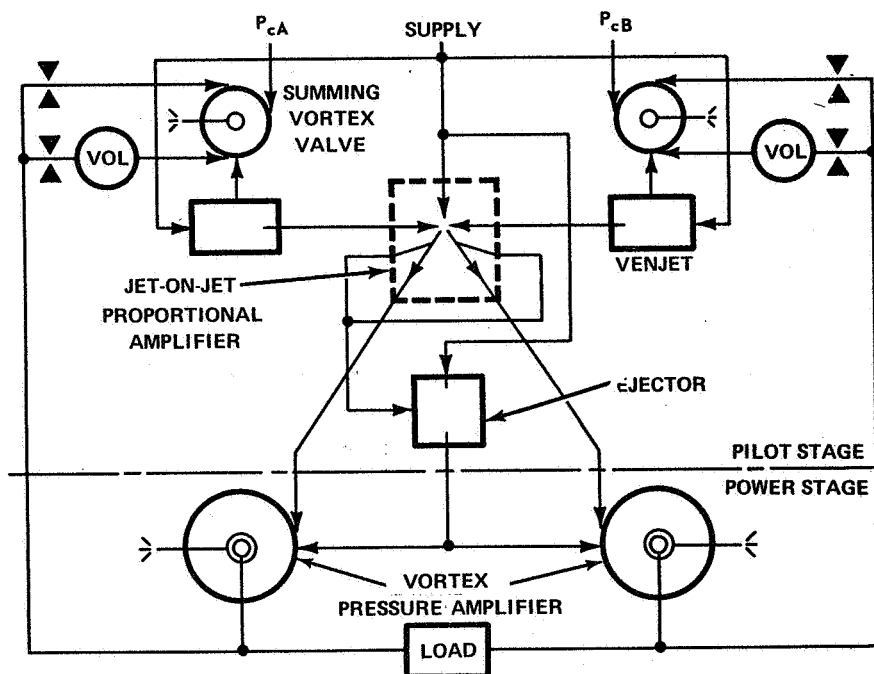 PcA
SUPPLY
PcB
SUMMING
VORTEX
VALVE
VOL
VOL
VENJET
JET-ON-JET
PROPORTIONAL
AMPLIFIER
EJECTOR
PILOT STAGE
POWER STAGE
VORTEX
PRESSURE AMPLIFIER
LOAD